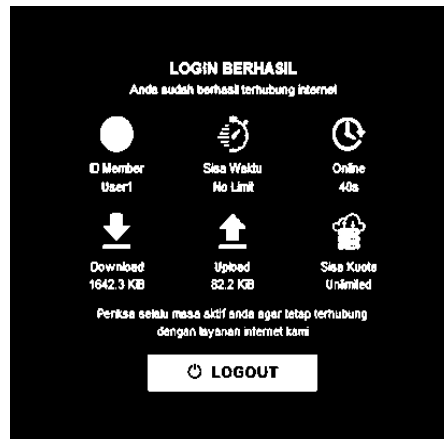 LOGIN BERHASIL
Anda sudah berhasil terhubung internet
ID Member
User1
Sisa Waktu
No Limit
Online
40s
Download
1642.3 KiB
Upload
82.2 KiB
Sisa Kuota
Unlimited
Periksa selalu masa aktif anda agar tetap terhubung
dengan layanan internet kami
LOGOUT